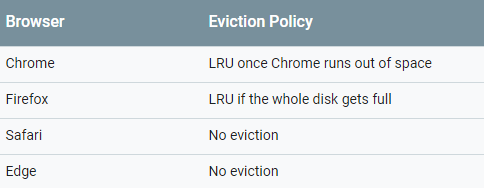 Browser Eviction Policy
Chrome LRU once Chrome runs out of space
Firefox LRU if the whole disk gets full
Safari No eviction
Edge No eviction